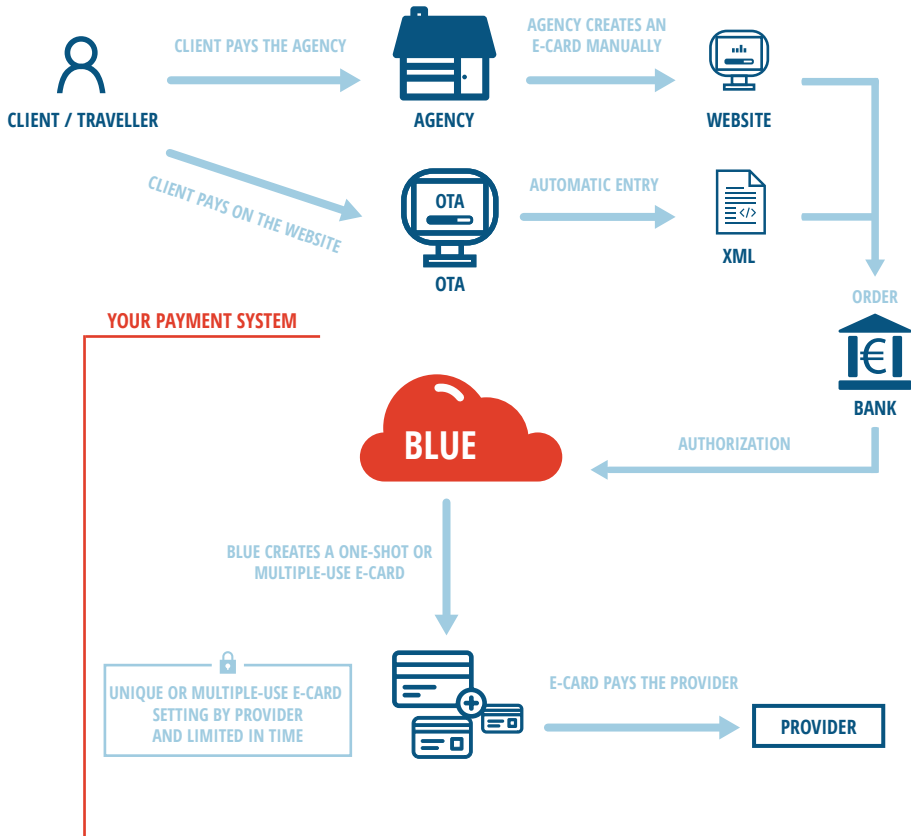 CLIENT PAYS THE AGENCY
AGENCY CREATES AN
E-CARD MANUALLY
CLIENT / TRAVELLER
AGENCY
WEBSITE
CLIENT PAYS ON THE WEBSITE
OTA
OTA
AUTOMATIC ENTRY
</>
XML
ORDER
€
BANK
YOUR PAYMENT SYSTEM
BLUE
AUTHORIZATION
BLUE CREATES A ONE-SHOT OR
MULTIPLE-USE E-CARD
UNIQUE OR MULTIPLE-USE E-CARD
SETTING BY PROVIDER
AND LIMITED IN TIME
E-CARD PAYS THE PROVIDER
PROVIDER